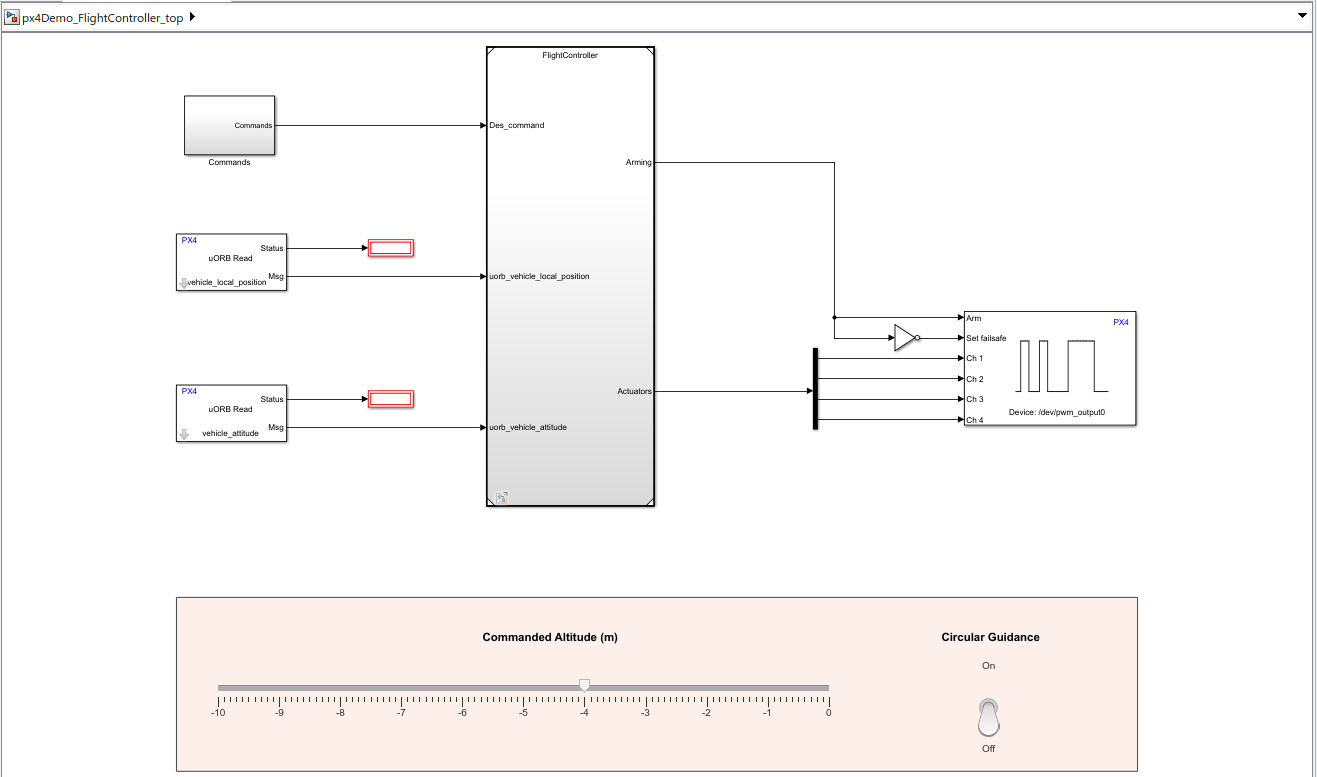 px4Demo_FlightController_top
FlightController
Commands
Commands
Des_command
Arming
PX4
Status
uORB Read
Msg
vehicle_local_position
uorb_vehicle_local_position
Arm
PX4
Set failsafe
Ch 1
Ch 2
Ch 3
Ch 4
Device: /dev/pwm_output0
PX4
Status
uORB Read
Msg
vehicle_attitude
Actuators
uorb_vehicle_attitude
Commanded Altitude (m)
-10 -9 -8 -7 -6 -5 -4 -3 -2 -1 0
Circular Guidance
On
Off